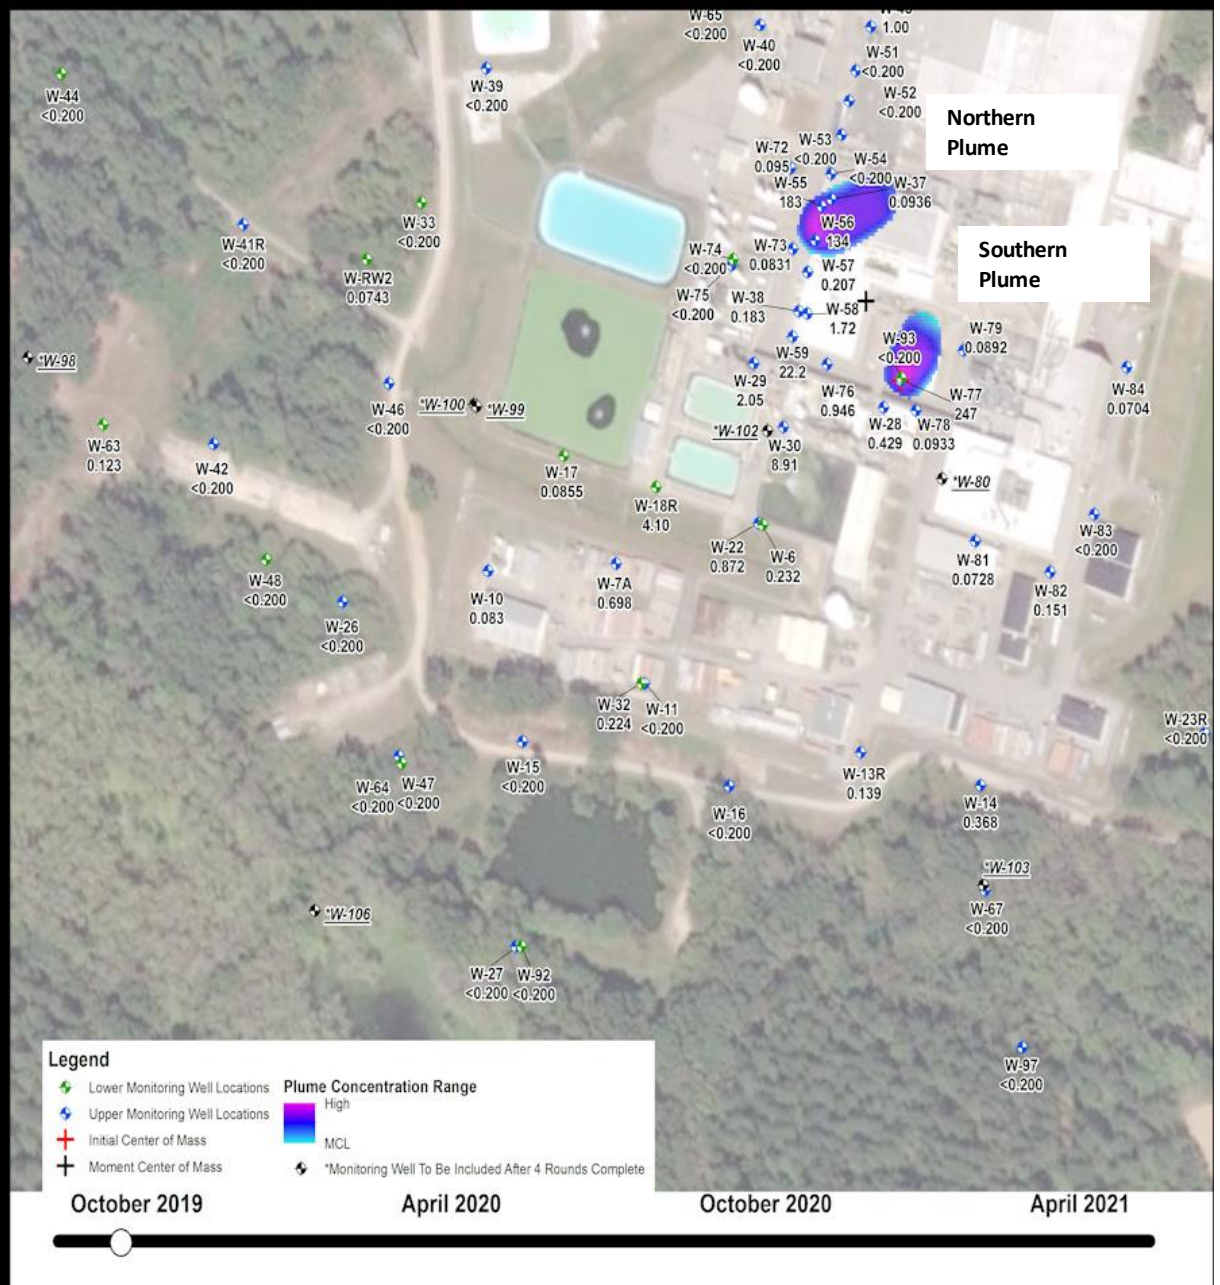 W-65
<0.200
W-40
<0.200
1.00
W-51
<0.200
W-52
<0.200
W-44
<0.200
W-39
<0.200
Northern
Plume
W-53
<0.200
W-72
0.095
W-54
<0.200
W-55
183
W-37
0.0936
W-33
<0.200
W-41R
<0.200
W-56
134
Southern
Plume
W-74
<0.200
W-73
0.0831
W-57
0.207
W-RW2
0.0743
W-75
<0.200
W-38
0.183
W-58
1.72
W-93
<0.200
W-79
0.0892
*W-98
W-59
22.2
W-29
2.05
W-76
0.946
W-77
247
W-84
0.0704
W-46
<0.200
*W-100
*W-99
W-28
0.429
W-78
0.0933
*W-102
W-30
8.91
W-63
0.123
W-42
<0.200
W-17
0.0855
*W-80
W-18R
4.10
W-83
<0.200
W-22
0.872
W-6
0.232
W-81
0.0728
W-82
0.151
W-48
<0.200
W-10
0.083
W-7A
0.698
W-26
<0.200
W-32
0.224
W-11
<0.200
W-23R
<0.200
W-15
<0.200
W-13R
0.139
W-64
<0.200
W-47
<0.200
W-16
<0.200
W-14
0.368
*W-103
W-67
<0.200
*W-106
W-27
<0.200
W-92
<0.200
W-97
<0.200
Legend
Lower Monitoring Well Locations
Upper Monitoring Well Locations
Initial Center of Mass
Moment Center of Mass
Plume Concentration Range
High
MCL
*Monitoring Well To Be Included After 4 Rounds Complete
October 2019
April 2020
October 2020
April 2021